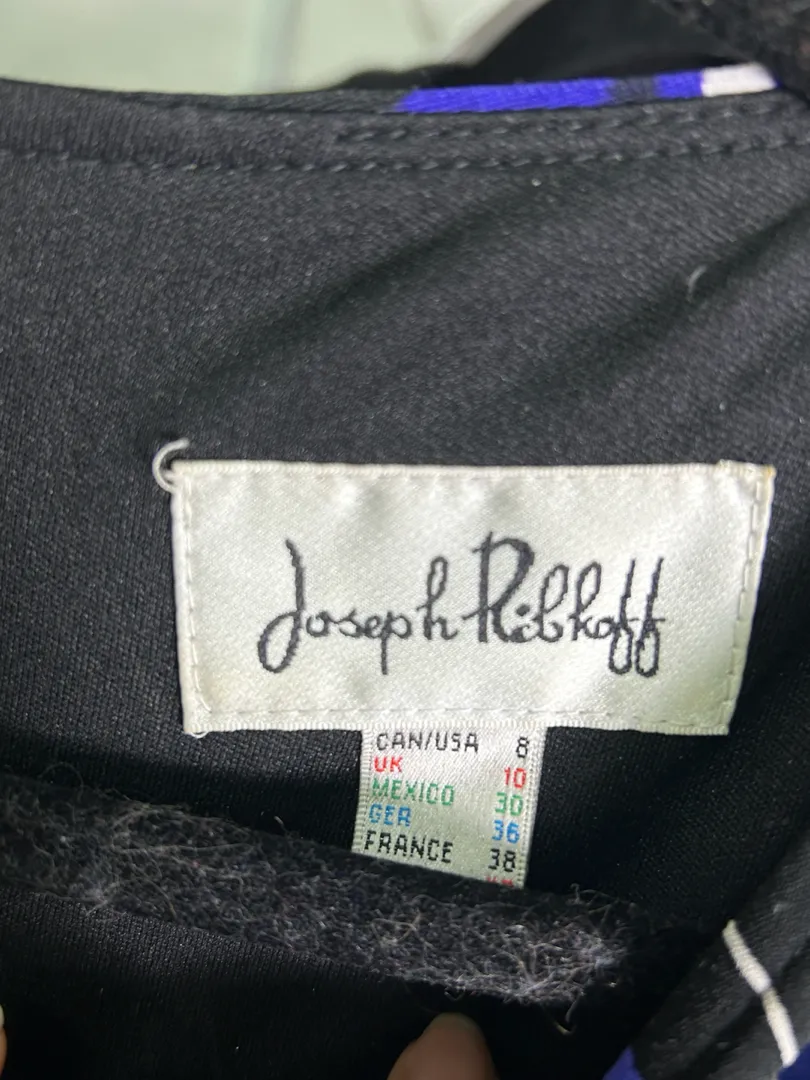 Joseph Ribkoff
CAN/USA 8
UK 10
MEXICO 30
GER 36
FRANCE 38